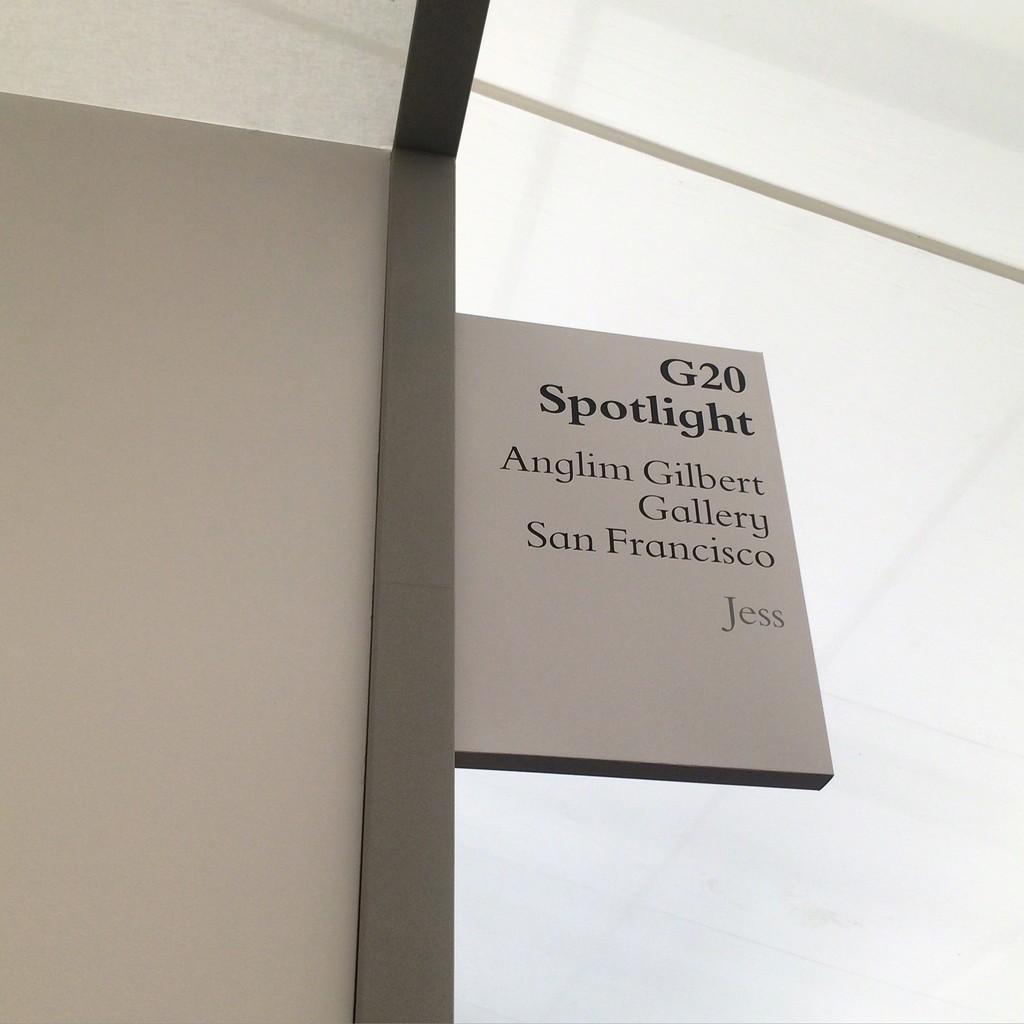 G20
Spotlight
Anglim Gilbert
Gallery
San Francisco
Jess